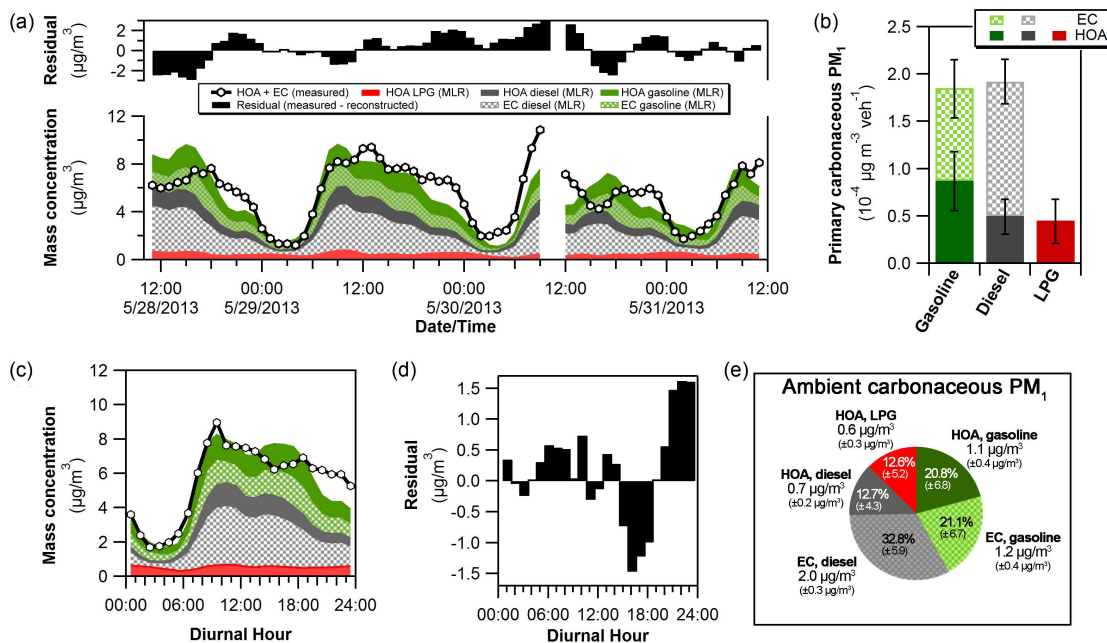 (a)
Residual
(µg/m³)
2
0
-2
HOA + EC (measured)
HOA LPG (MLR)
HOA diesel (MLR)
HOA gasoline (MLR)
Residual (measured - reconstructed)
EC diesel (MLR)
EC gasoline (MLR)
Mass concentration
(µg/m³)
12
8
4
0
12:00
00:00
12:00
00:00
12:00
00:00
12:00
5/28/2013
5/29/2013
5/30/2013
5/31/2013
Date/Time
(b)
EC
HOA
Primary carbonaceous PM₁
(10⁻⁴ µg m⁻³ veh⁻¹)
2.5
2.0
1.5
1.0
0.5
0.0
Gasoline
Diesel
LPG
(c)
Mass concentration
(µg/m³)
12
10
8
6
4
2
0
00:00
06:00
12:00
18:00
24:00
Diurnal Hour
(d)
Residual
(µg/m³)
1.5
1.0
0.5
0.0
-0.5
-1.0
-1.5
00:00
06:00
12:00
18:00
24:00
Diurnal Hour
(e)
Ambient carbonaceous PM₁
HOA, LPG
0.6 µg/m³
(±0.3 µg/m³)
HOA, gasoline
1.1 µg/m³
(±0.4 µg/m³)
HOA, diesel
0.7 µg/m³
(±0.2 µg/m³)
EC, gasoline
1.2 µg/m³
(±0.4 µg/m³)
EC, diesel
2.0 µg/m³
(±0.3 µg/m³)
12.6%
(±5.2)
20.8%
(±6.8)
12.7%
(±4.3)
21.1%
(±6.7)
32.8%
(±5.9)